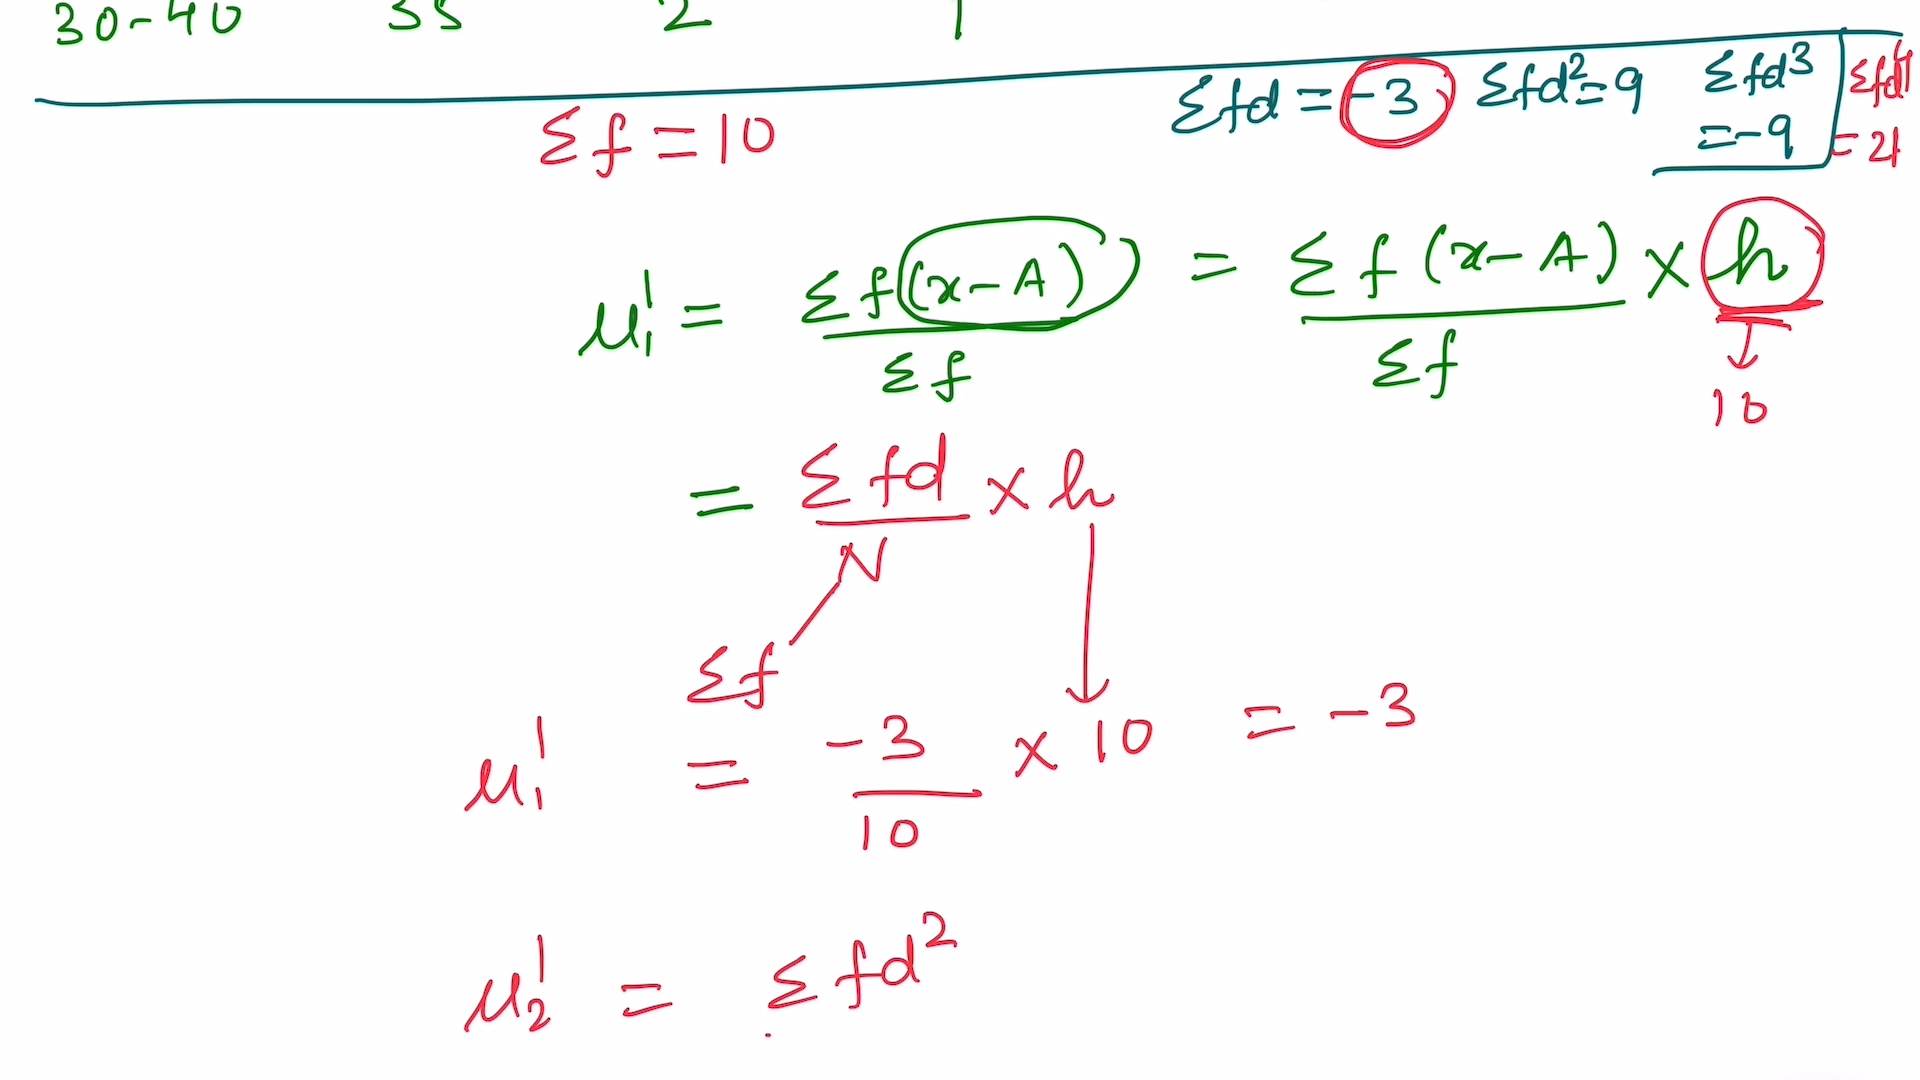 30-40 35 2 1
Σf = 10 Σfd = -3 Σfd² = 9 Σfd³ = -9 Σfd⁴ = 21
μ₁' = Σf(x-A)) / Σf = Σf(x-A) / Σf × h
10
= Σfd / N × h
Σf
μ₁' = -3 / 10 × 10 = -3
μ₂' = Σfd²